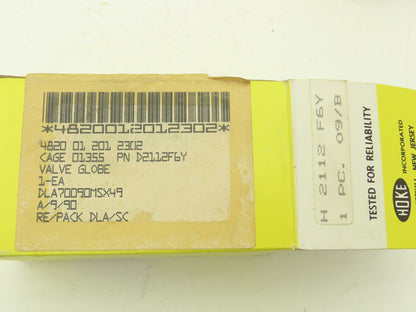 *4820012012302*
4820 01 201 2302
CAGE 01355 PN D2112F6Y
VALVE GLOBE
1-EA
DLA70090MSX49
A/9/90
RE/PACK DLA/SC
H 2112 F6Y
1 PC. 09/B
TESTED FOR RELIABILITY
HOKE
INCORPORATED
NEW JERSEY